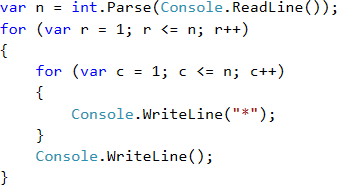 var n = int.Parse(Console.ReadLine());
for (var r = 1; r <= n; r++)
{
    for (var c = 1; c <= n; c++)
    {
        Console.WriteLine("*");
    }
    Console.WriteLine();
}